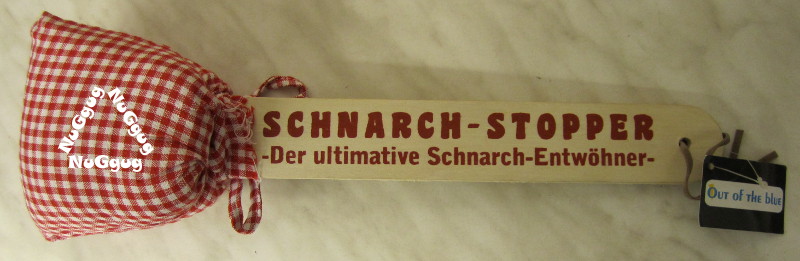 NuGgug
NuGgug
NuGgug
SCHNARCH-STOPPER
-Der ultimative Schnarch-Entwöhner-
OUT OF THE BLUE